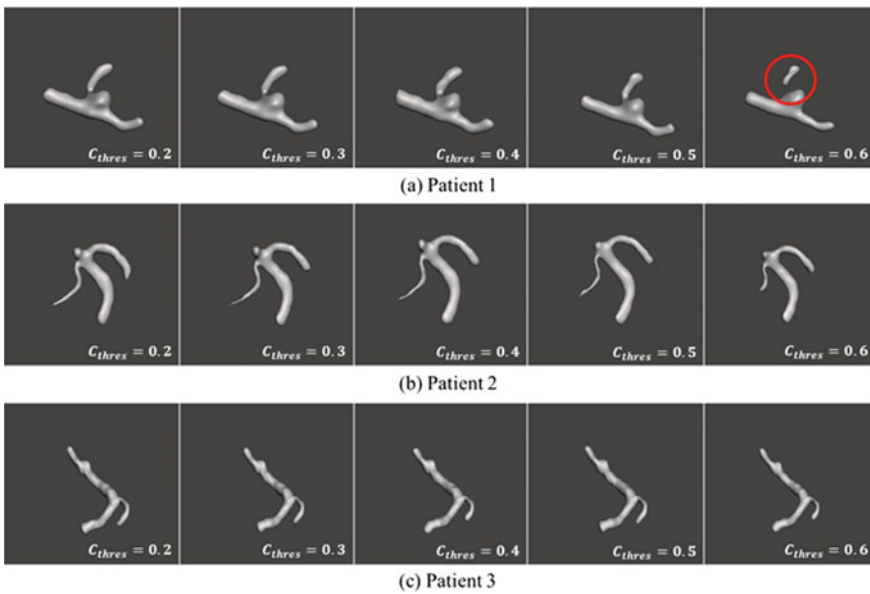 C_thres = 0.2 C_thres = 0.3 C_thres = 0.4 C_thres = 0.5 C_thres = 0.6
(a) Patient 1
C_thres = 0.2 C_thres = 0.3 C_thres = 0.4 C_thres = 0.5 C_thres = 0.6
(b) Patient 2
C_thres = 0.2 C_thres = 0.3 C_thres = 0.4 C_thres = 0.5 C_thres = 0.6
(c) Patient 3